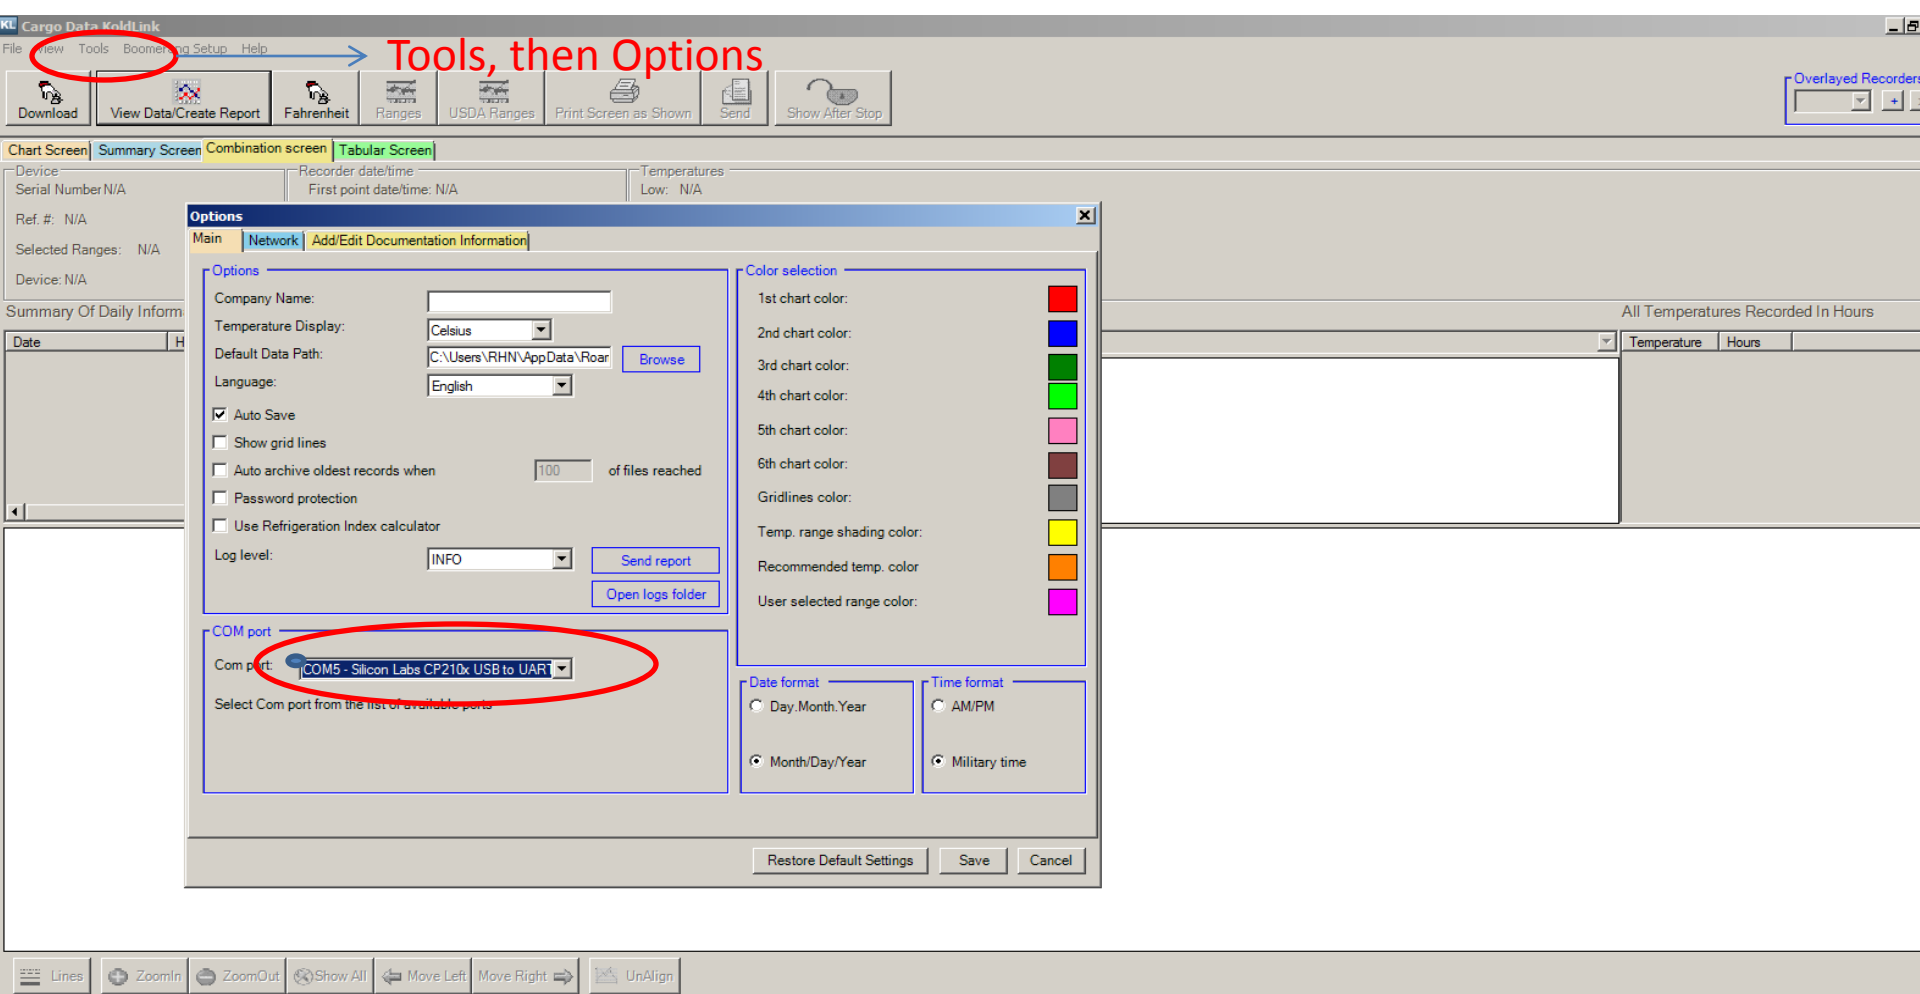 KL Cargo Data KoldLink
File View Tools Boomerang Setup Help
Tools, then Options
Download View Data/Create Report Fahrenheit Ranges USDA Ranges Print Screen as Shown Send Show After Stop
Overlayed Recorders
+
Chart Screen Summary Screen Combination screen Tabular Screen
Device Recorder date/time Temperatures
Serial Number N/A First point date/time: N/A Low: N/A
Ref. #: N/A
Selected Ranges: N/A
Device: N/A
Summary Of Daily Inform
All Temperatures Recorded In Hours
Date H
Temperature Hours
Options
Main Network Add/Edit Documentation Information
Options
Company Name:
Temperature Display: Celsius
Default Data Path: C:\Users\RHN\AppData\Roar Browse
Language: English
Auto Save
Show grid lines
Auto archive oldest records when 100 of files reached
Password protection
Use Refrigeration Index calculator
Log level: INFO Send report
Open logs folder
COM port
Com port: COM5 - Silicon Labs CP210x USB to UART
Select Com port from the list of available ports
Color selection
1st chart color:
2nd chart color:
3rd chart color:
4th chart color:
5th chart color:
6th chart color:
Gridlines color:
Temp. range shading color:
Recommended temp. color
User selected range color:
Date format
Day.Month.Year
Month/Day/Year
Time format
AM/PM
Military time
Restore Default Settings Save Cancel
Lines ZoomIn ZoomOut Show All Move Left Move Right UnAlign